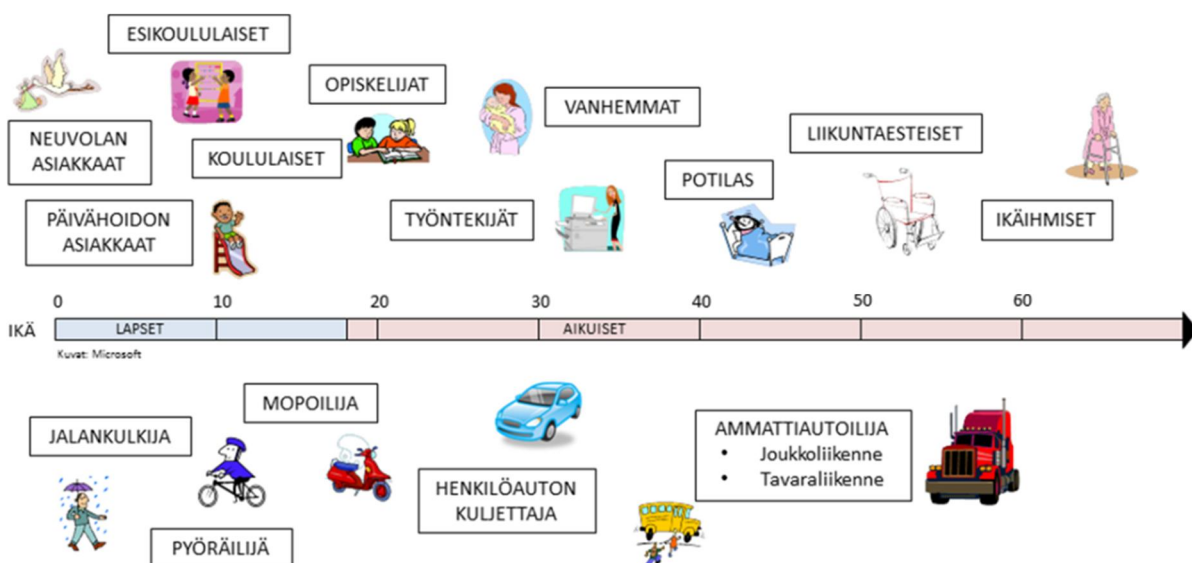 ESIKOULULAISET
NEUVOLAN
ASIAKKAAT
OPISKELIJAT
KOULULAISET
PÄIVÄHOIDON
ASIAKKAAT
VANHEMMAT
TYÖNTEKIJÄT
POTILAS
LIIKUNTAESTEISET
IKÄIHMISET
0 10 20 30 40 50 60
IKÄ LAPSET AIKUISET
Kuvat: Microsoft
JALANKULKIJA
PYÖRÄILIJÄ
MOPOILIJA
HENKILÖAUTON
KULJETTAJA
AMMATTIAUTOILIJA
• Joukkoliikenne
• Tavaraliikenne